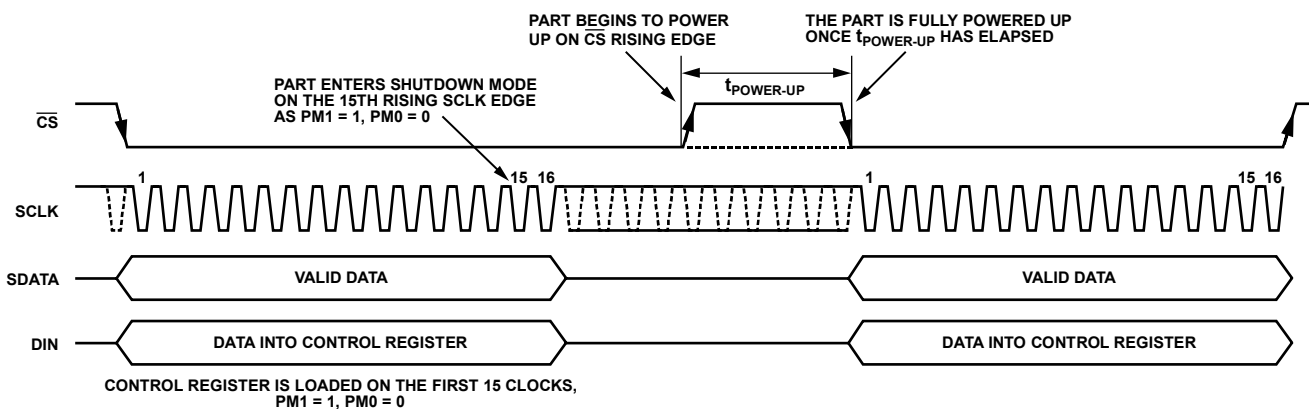 PART BEGINS TO POWER
UP ON CS RISING EDGE
THE PART IS FULLY POWERED UP
ONCE tPOWER-UP HAS ELAPSED
PART ENTERS SHUTDOWN MODE
ON THE 15TH RISING SCLK EDGE
AS PM1 = 1, PM0 = 0
tPOWER-UP
CS
1 15 16 1 15 16
SCLK
SDATA VALID DATA VALID DATA
DIN DATA INTO CONTROL REGISTER DATA INTO CONTROL REGISTER
CONTROL REGISTER IS LOADED ON THE FIRST 15 CLOCKS,
PM1 = 1, PM0 = 0